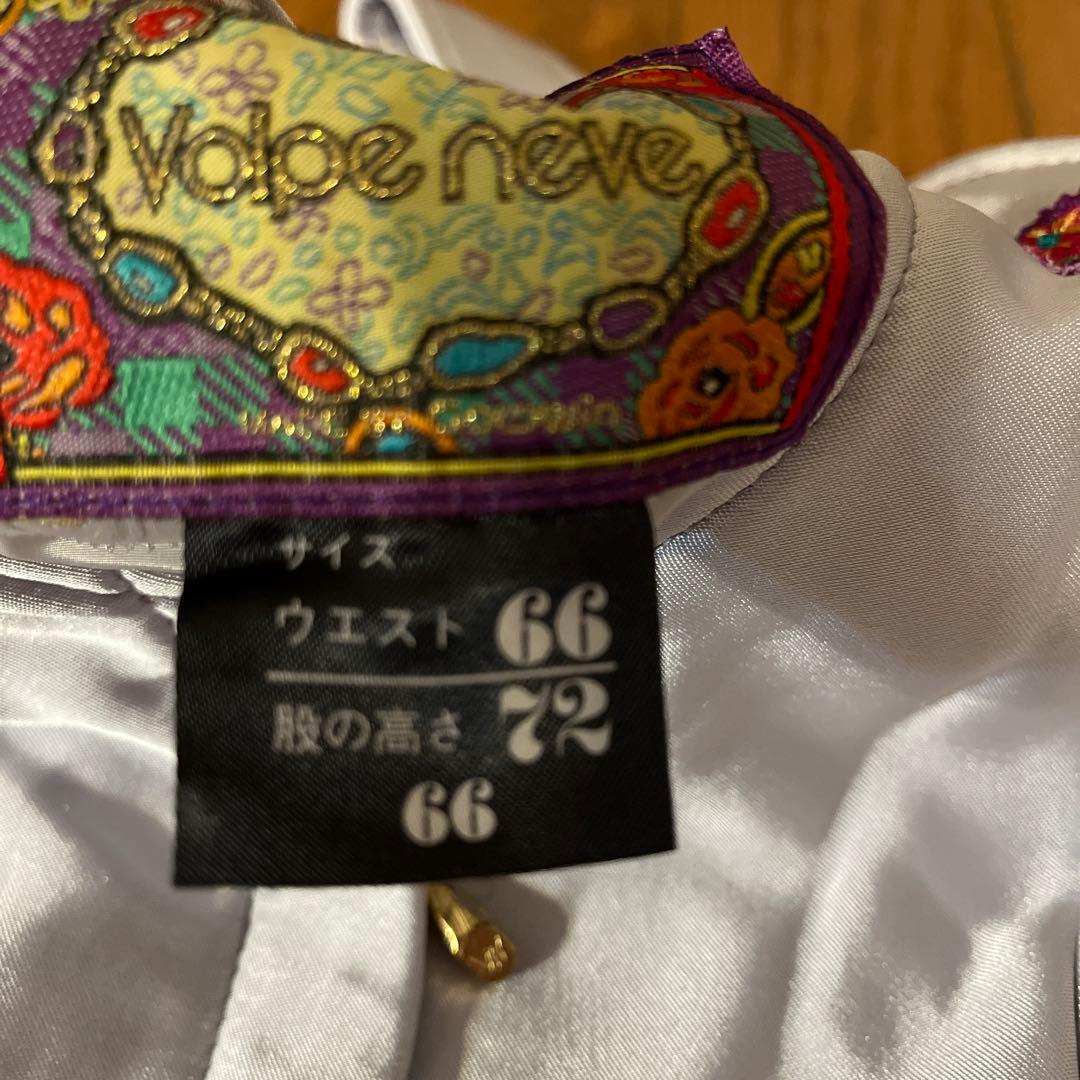 volpe neve
サイズ
ウエスト 66
股の高さ 72
66